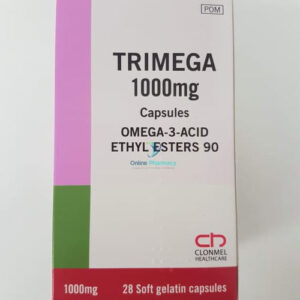 POM
TRIMEGA
1000mg
Capsules
OMEGA-3-ACID
ETHYL ESTERS 90
Online Pharmacy
CLONMEL
HEALTHCARE
1000mg 28 Soft gelatin capsules